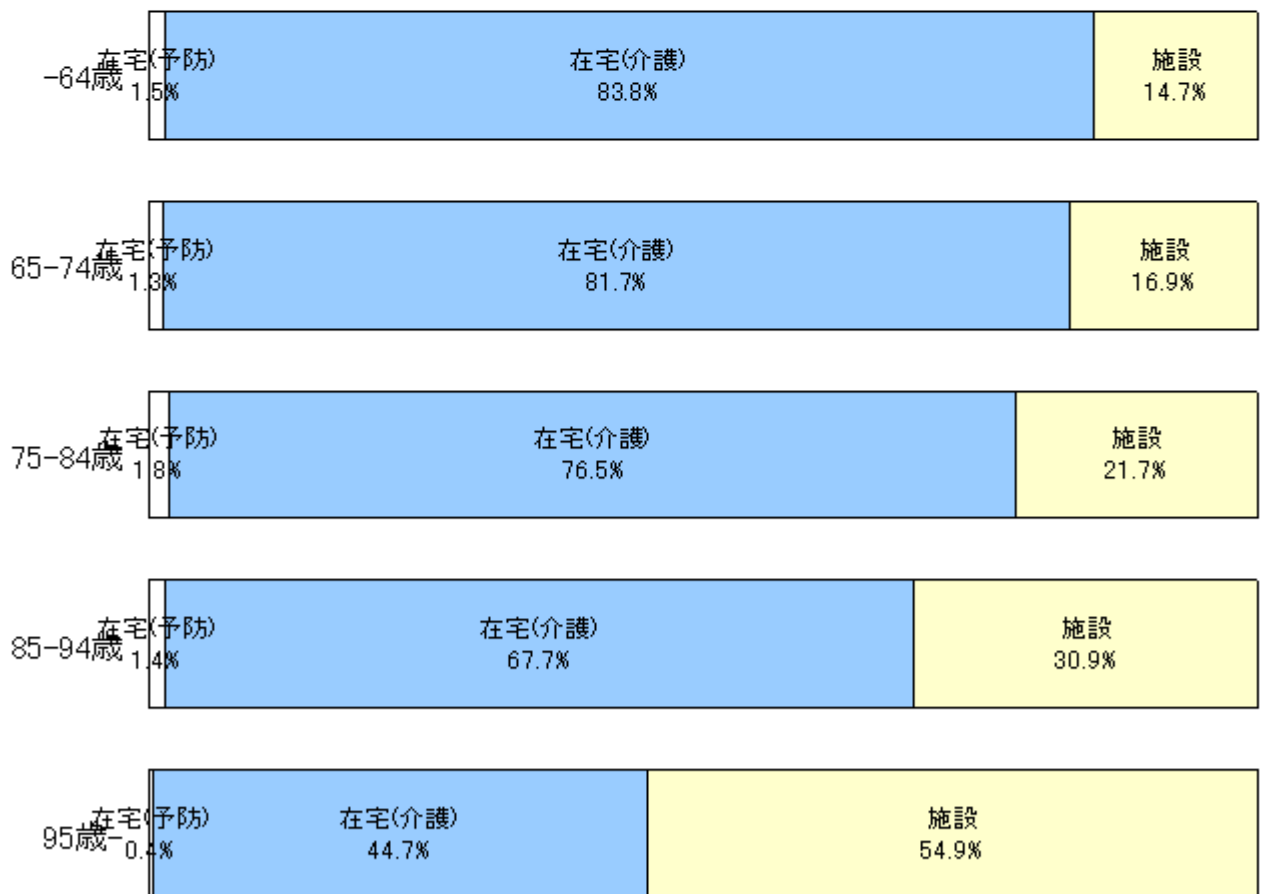 -64歳
在宅(予防)
1.5%
在宅(介護)
83.8%
施設
14.7%
65-74歳
在宅(予防)
1.3%
在宅(介護)
81.7%
施設
16.9%
75-84歳
在宅(予防)
1.8%
在宅(介護)
76.5%
施設
21.7%
85-94歳
在宅(予防)
1.4%
在宅(介護)
67.7%
施設
30.9%
95歳-
在宅(予防)
0.4%
在宅(介護)
44.7%
施設
54.9%